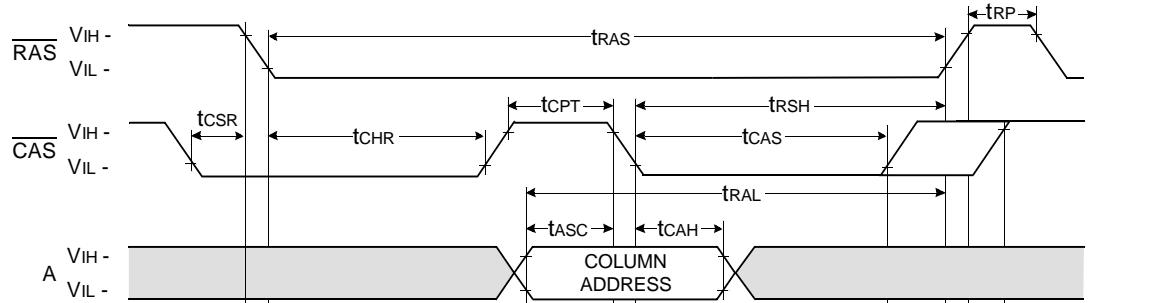 tRP
VIH -
RAS
tRAS
VIL -
tCSR
tCPT
tRSH
VIH -
CAS
tCHR
tCAS
VIL -
tRAL
tASC
tCAH
VIH -
A
COLUMN
ADDRESS
VIL -